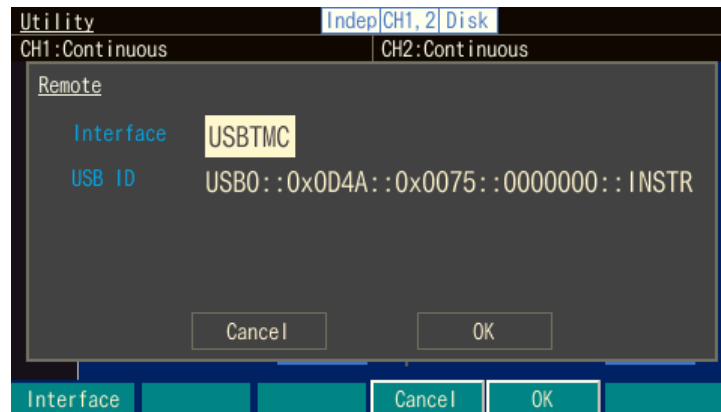 Utility Indep CH1,2 Disk
CH1:Continuous CH2:Continuous
Remote
Interface USBTMC
USB ID USB0::0x0D4A::0x0075::0000000::INSTR
Cancel OK
Interface Cancel OK